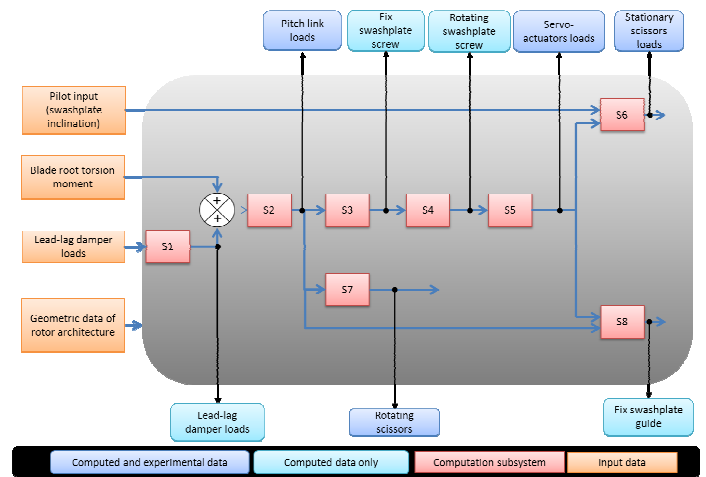 Pitch link
loads
Fix
swashplate
screw
Rotating
swashplate
screw
Servo-
actuators loads
Stationary
scissors
loads
Pilot input
(swashplate
inclination)
S6
Blade root torsion
moment
+
+
S2
S3
S4
S5
Lead-lag damper
loads
S1
S7
Geometric data of
rotor architecture
S8
Lead-lag
damper loads
Rotating
scissors
Fix swashplate
guide
Computed and experimental data
Computed data only
Computation subsystem
Input data